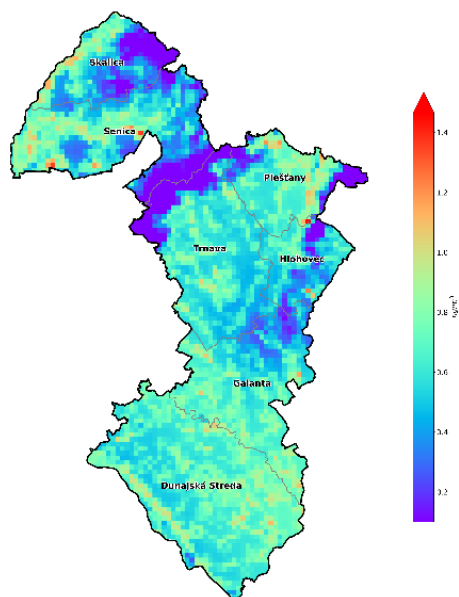 Skalica
Senica
Piešťany
Trnava
Hlohovec
Galanta
Dunajská Streda
1.4
1.2
1.0
0.8
0.6
0.4
0.2